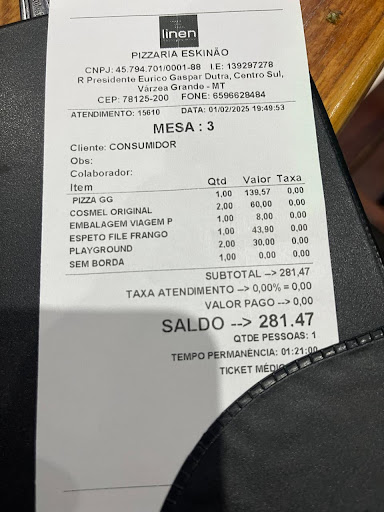 linen
PIZZARIA ESKINÃO
CNPJ: 45.794.701/0001-88 I.E: 139297278
R Presidente Eurico Gaspar Dutra, Centro Sul,
Várzea Grande - MT
CEP: 78125-200 FONE: 6596628484
ATENDIMENTO: 15610 DATA: 01/02/2025 19:49:53
MESA : 3
Cliente: CONSUMIDOR
Obs:
Colaborador:
Item Qtd Valor Taxa
PIZZA GG 1,00 139,57 0,00
COSMEL ORIGINAL 2,00 60,00 0,00
EMBALAGEM VIAGEM P 1,00 8,00 0,00
ESPETO FILE FRANGO 1,00 43,90 0,00
PLAYGROUND 2,00 30,00 0,00
SEM BORDA 1,00 0,00 0,00
SUBTOTAL --> 281,47
TAXA ATENDIMENTO --> 0,00% = 0,00
VALOR PAGO --> 0,00
SALDO --> 281.47
QTDE PESSOAS: 1
TEMPO PERMANÊNCIA: 01:21:00
TICKET